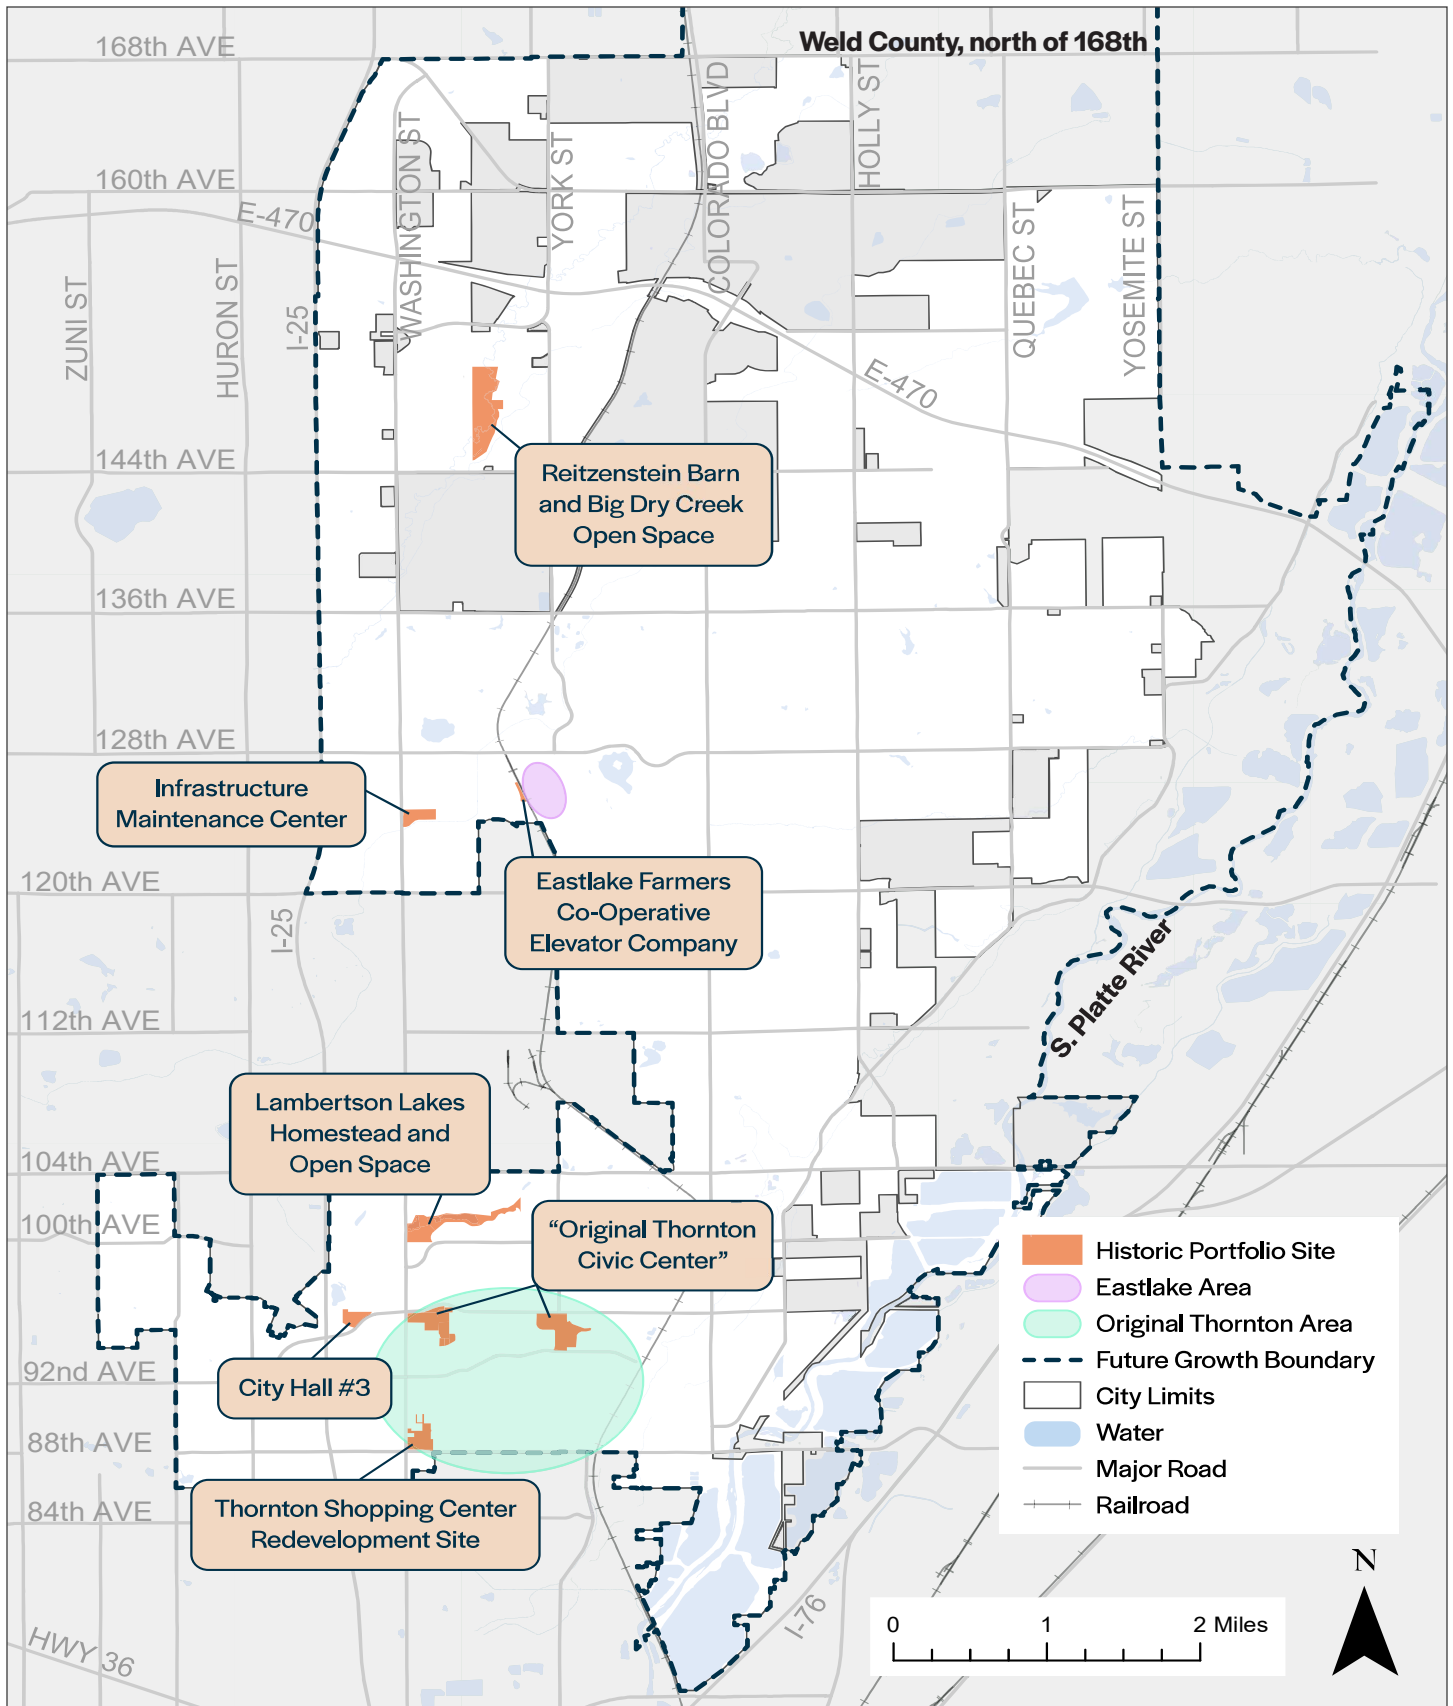 Weld County, north of 168th
168th AVE
COLORADO BLVD
HOLLY ST
WASHINGTON ST
YORK ST
160th AVE
E-470
QUEBEC ST
YOSEMITE ST
ZUNI ST
HURON ST
I-25
E-470
144th AVE
Reitzenstein Barn
and Big Dry Creek
Open Space
136th AVE
128th AVE
Infrastructure
Maintenance Center
120th AVE
Eastlake Farmers
Co-Operative
Elevator Company
I-25
S. Platte River
112th AVE
Lambertson Lakes
Homestead and
Open Space
104th AVE
100th AVE
“Original Thornton
Civic Center”
City Hall #3
92nd AVE
88th AVE
Thornton Shopping Center
Redevelopment Site
84th AVE
HWY 36
I-76
Historic Portfolio Site
Eastlake Area
Original Thornton Area
Future Growth Boundary
City Limits
Water
Major Road
Railroad
0 1 2 Miles
N